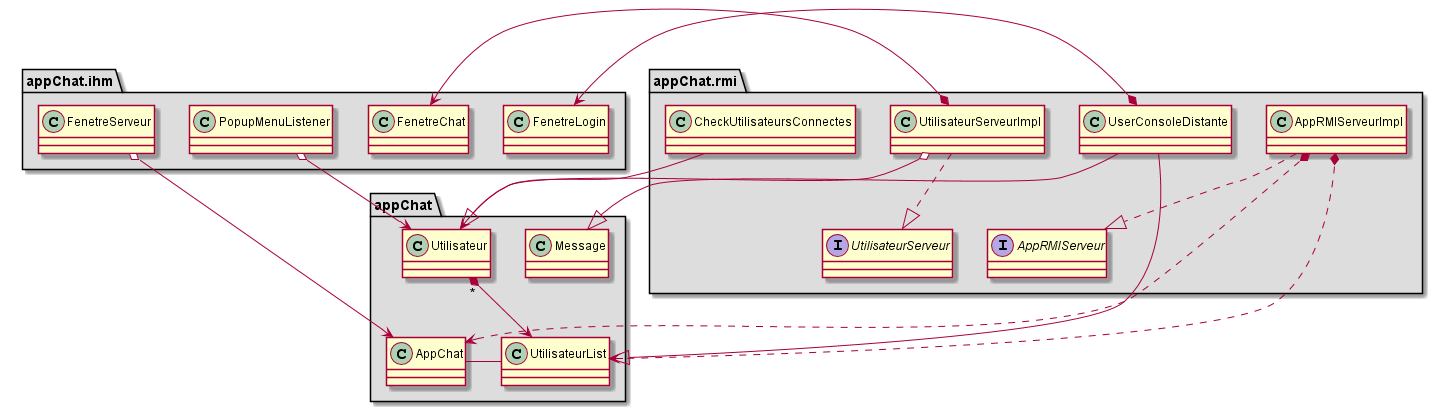 appChat.ihm
C FenetreServeur
C PopupMenuListener
C FenetreChat
C FenetreLogin
appChat.rmi
C CheckUtilisateursConnectes
C UtilisateurServeurImpl
C UserConsoleDistante
C AppRMIServeurImpl
I UtilisateurServeur
I AppRMIServeur
appChat
C Utilisateur
C Message
*
C AppChat
C UtilisateurList